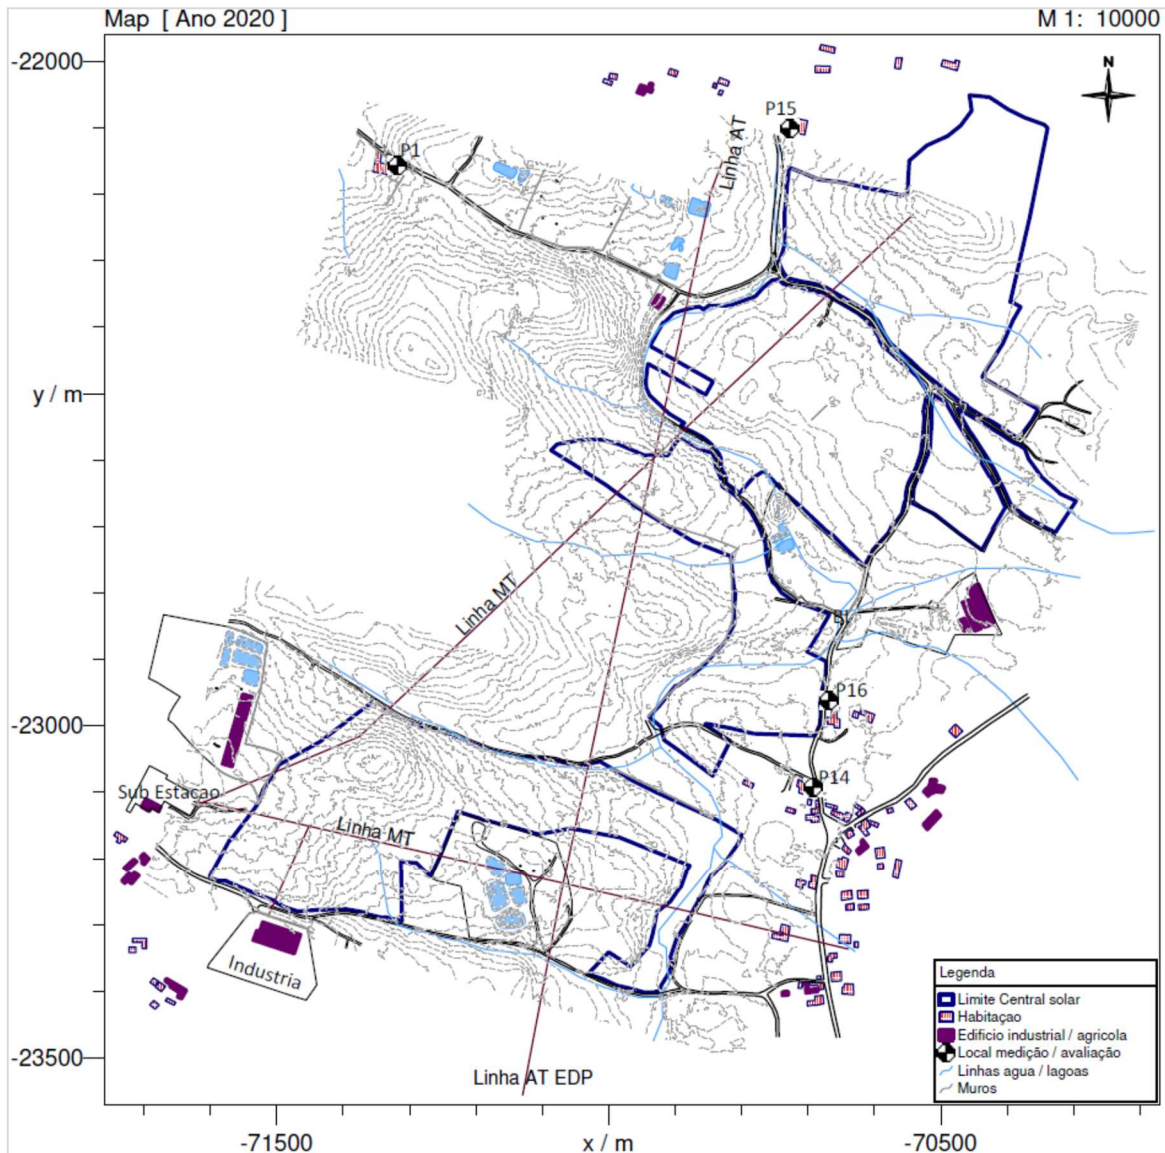 Map [ Ano 2020 ]
M 1: 10000
-22000
N
P15
P1
Linha AT
y / m
Linha MT
P16
-23000
P14
Sub Estacao
Linha MT
Industria
Legenda
Limite Central solar
Habitaçao
Edificio industrial / agricola
Local medição / avaliação
Linhas agua / lagoas
Muros
-23500
Linha AT EDP
-71500
x / m
-70500